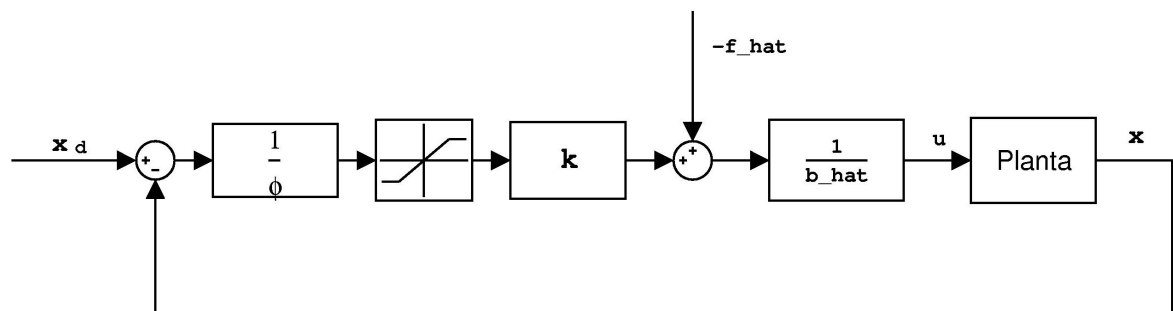 -f_hat
x d
+
-
1
ϕ
k
+
+
1
b_hat
u
Planta
x